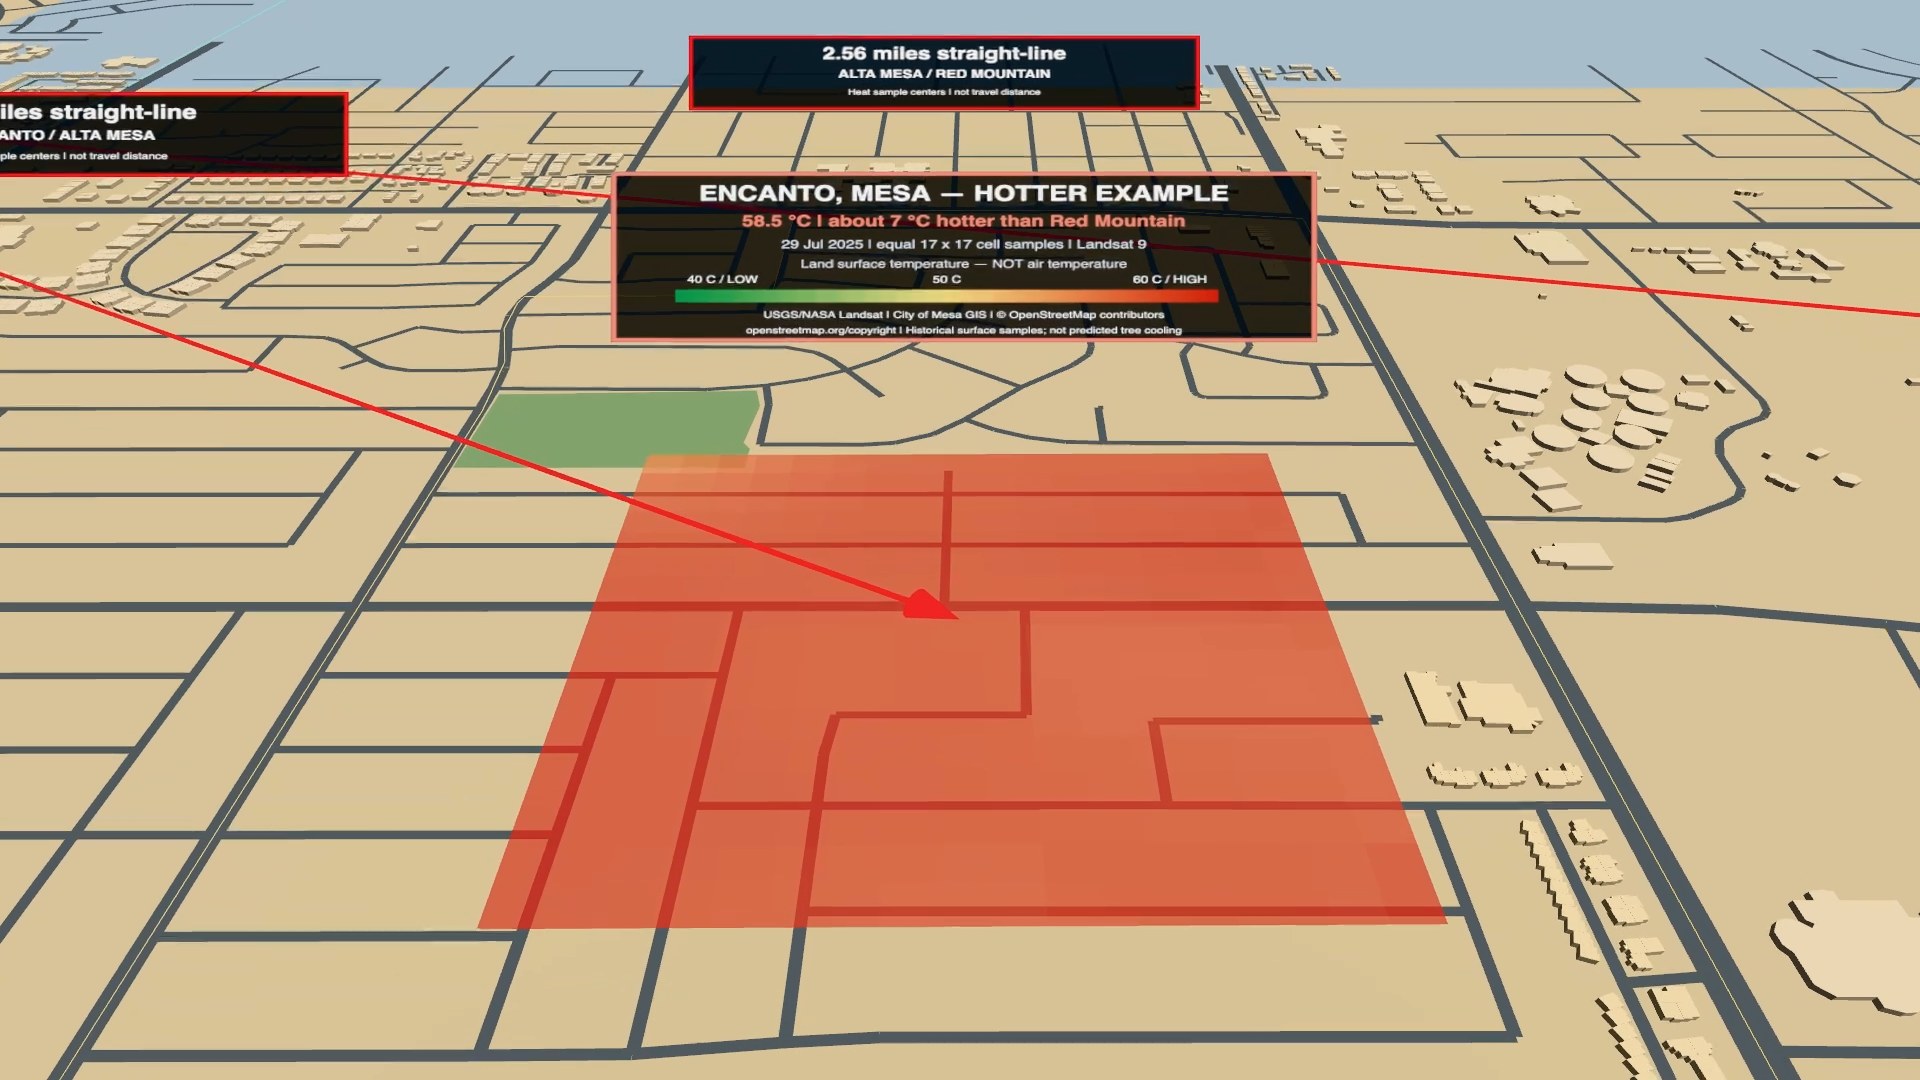 2.56 miles straight-line
ALTA MESA / RED MOUNTAIN
Heat sample centers | not travel distance
iles straight-line
ANTO / ALTA MESA
ple centers | not travel distance
ENCANTO, MESA — HOTTER EXAMPLE
58.5 °C | about 7 °C hotter than Red Mountain
29 Jul 2025 | equal 17 x 17 cell samples | Landsat 9
Land surface temperature — NOT air temperature
40 C / LOW 50 C 60 C / HIGH
USGS/NASA Landsat | City of Mesa GIS | © OpenStreetMap contributors
openstreetmap.org/copyright | Historical surface samples; not predicted tree cooling